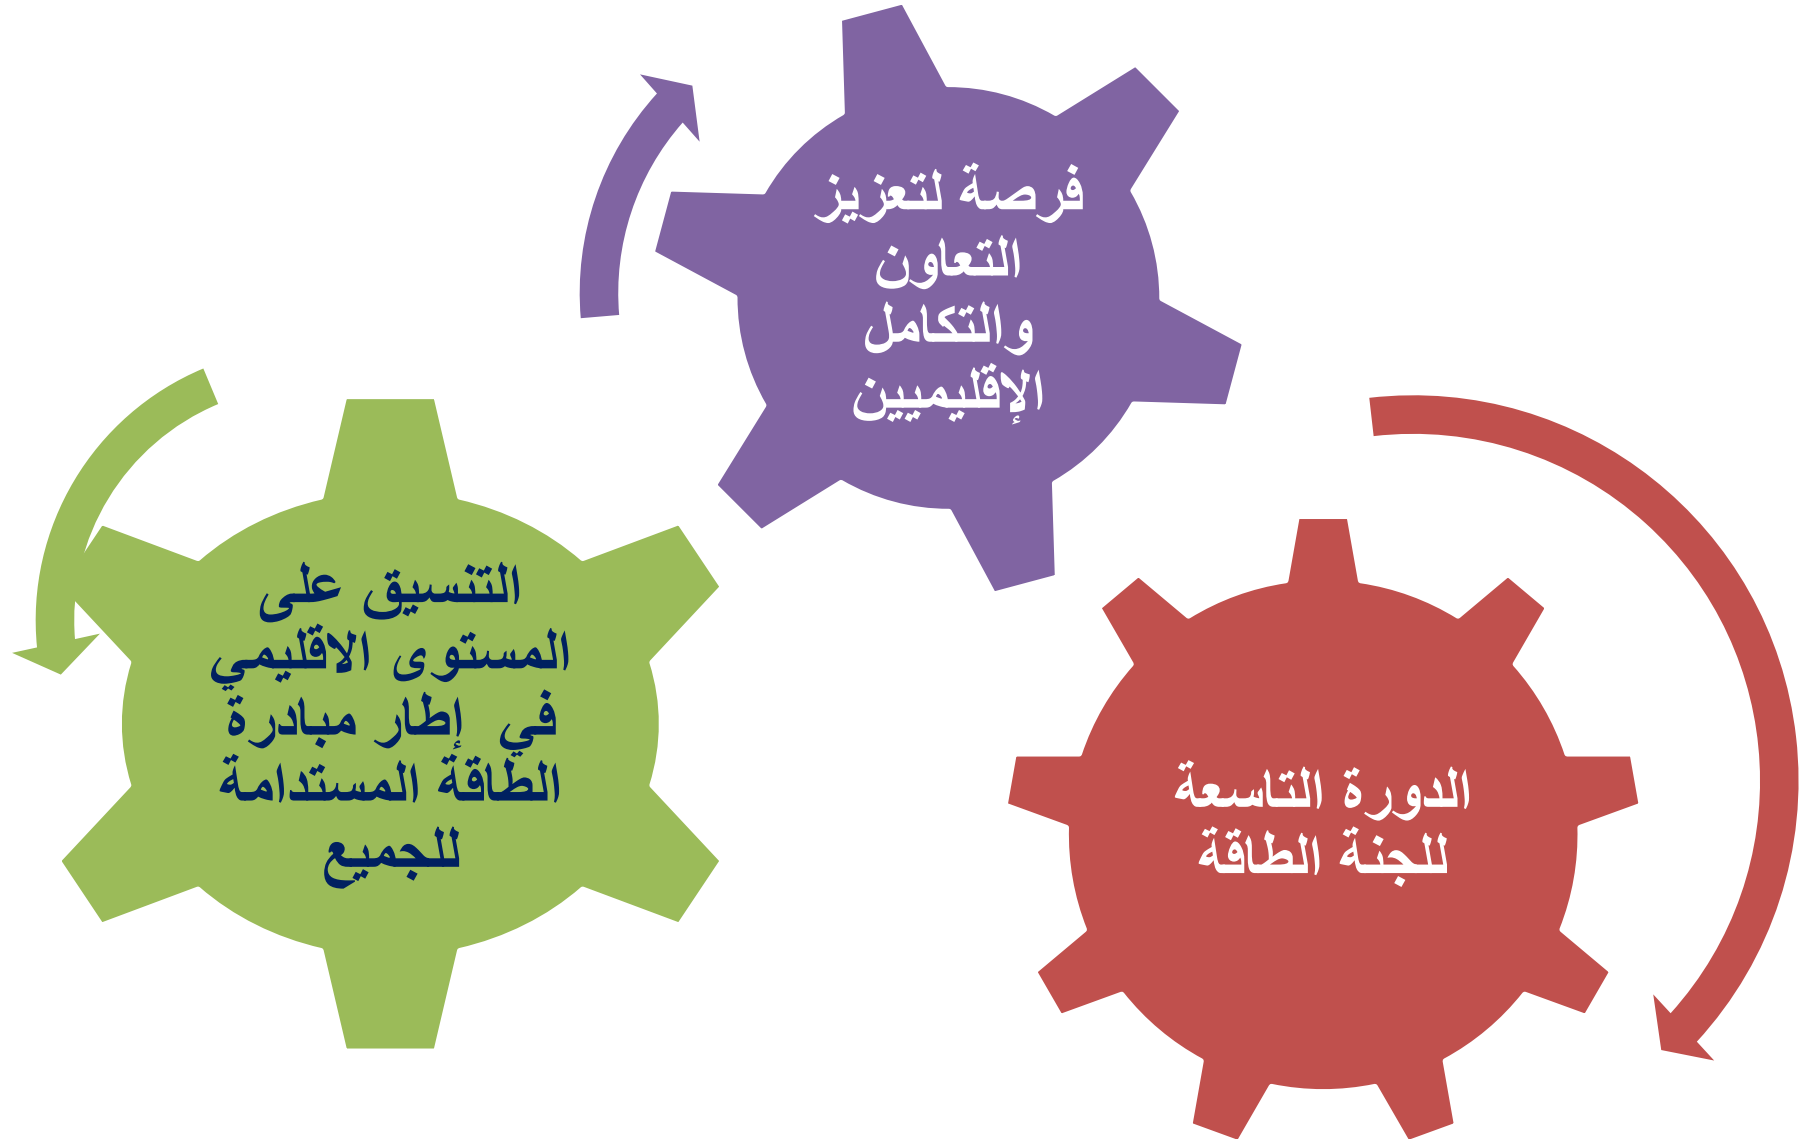 فرصة لتعزيز
التعاون
والتكامل
الإقليميين
التنسيق على
المستوى الاقليمي
في إطار مبادرة
الطاقة المستدامة
للجميع
الدورة التاسعة
للجنة الطاقة